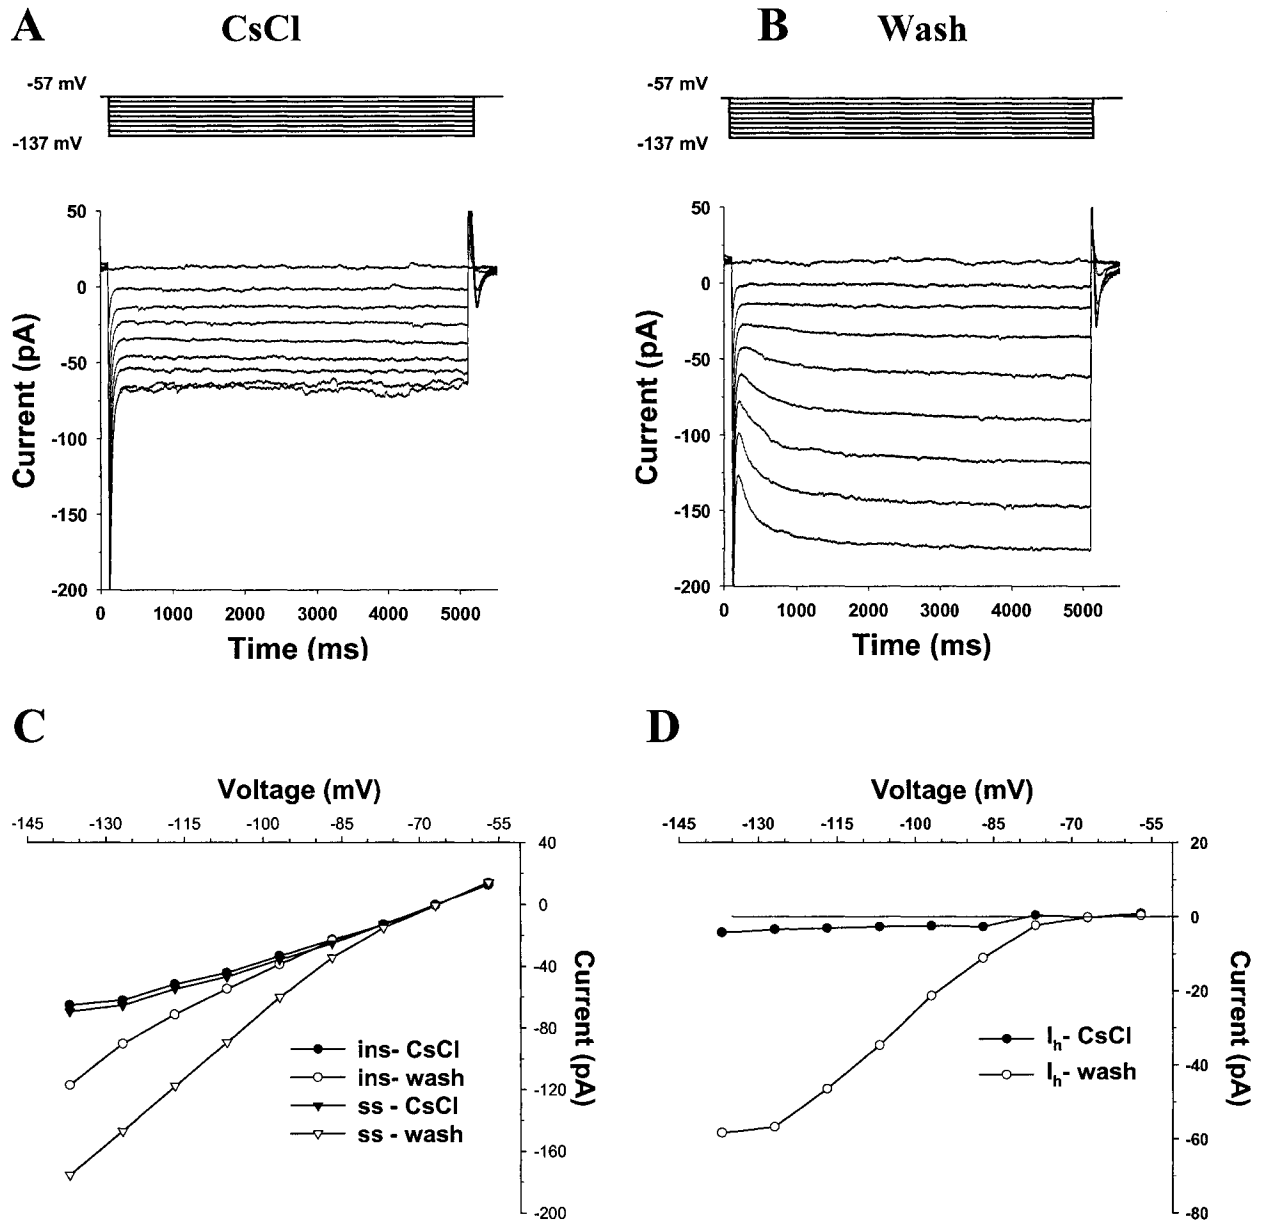 A CsCl
B Wash
-57 mV
-137 mV
-57 mV
-137 mV
50
0
-50
-100
-150
-200
Current (pA)
0 1000 2000 3000 4000 5000
Time (ms)
50
0
-50
-100
-150
-200
Current (pA)
0 1000 2000 3000 4000 5000
Time (ms)
C
Voltage (mV)
-145 -130 -115 -100 -85 -70 -55
40
0
-40
-80
-120
-160
-200
Current (pA)
ins- CsCl
ins- wash
ss - CsCl
ss - wash
D
Voltage (mV)
-145 -130 -115 -100 -85 -70 -55
20
0
-20
-40
-60
-80
Current (pA)
Ih- CsCl
Ih- wash